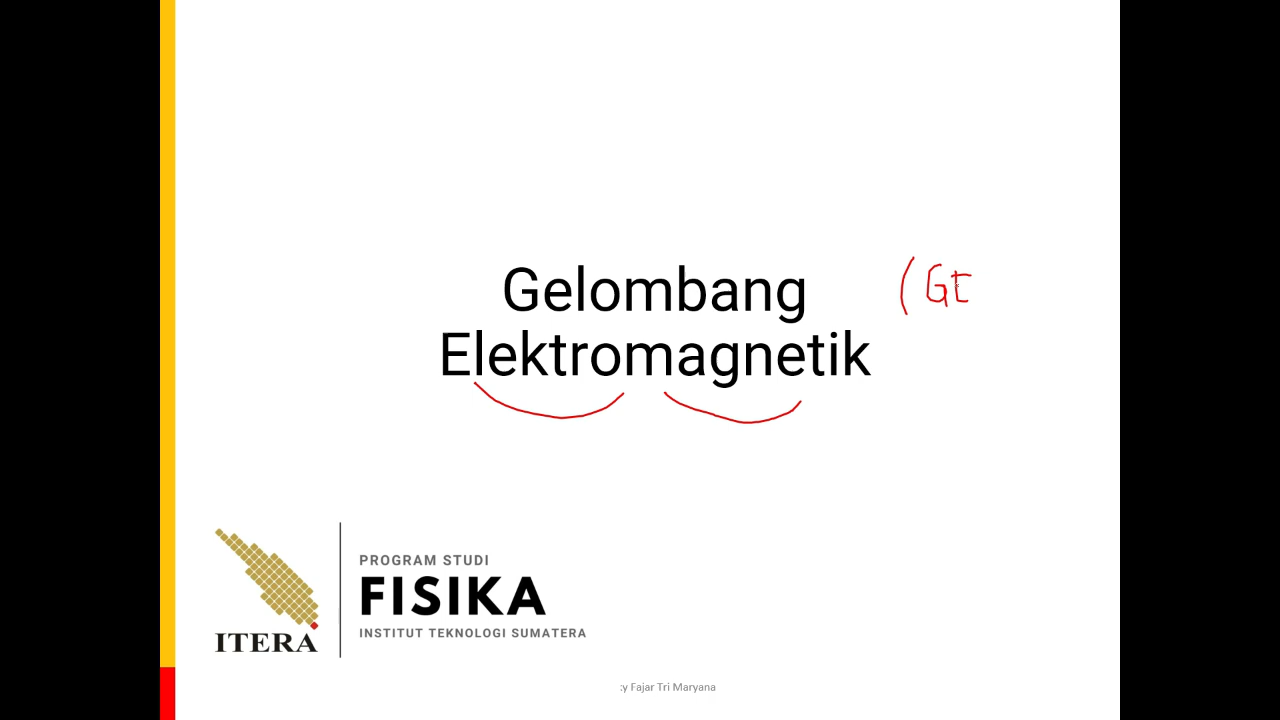 Gelombang (GE
Elektromagnetik
PROGRAM STUDI
FISIKA
INSTITUT TEKNOLOGI SUMATERA
ITERA
Fajar Tri Maryana